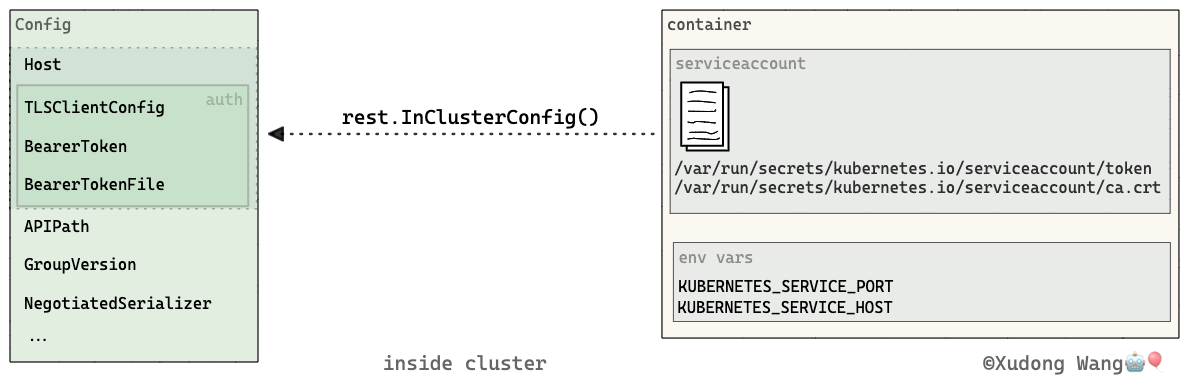 Config
Host
auth
TLSClientConfig
BearerToken
BearerTokenFile
APIPath
GroupVersion
NegotiatedSerializer
...
rest.InClusterConfig()
container
serviceaccount
/var/run/secrets/kubernetes.io/serviceaccount/token
/var/run/secrets/kubernetes.io/serviceaccount/ca.crt
env vars
KUBERNETES_SERVICE_PORT
KUBERNETES_SERVICE_HOST
inside cluster
©Xudong Wang🤖🎈